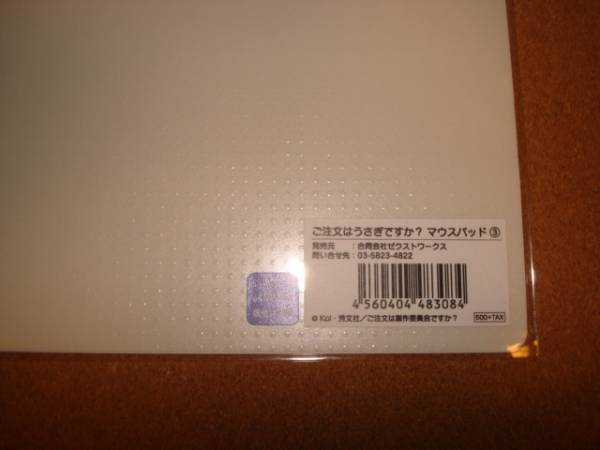 ご注文はうさぎですか? マウスパッド③
発売元 :合同会社ゼクストワークス
問い合せ先:03-5823-4822
4 560404 483084
© Koi・芳文社/ご注文は製作委員会ですか?
500+TAX